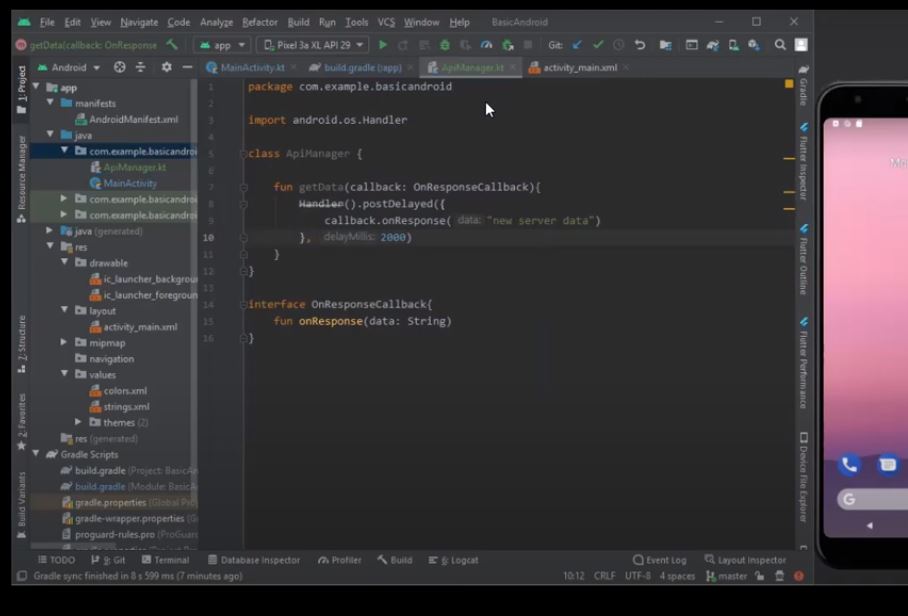 File Edit View Navigate Code Analyze Refactor Build Run Tools VCS Window Help BasicAndroid
getData(callback: OnResponse app Pixel 3a XL API 29 Git:
Android MainActivity.kt build.gradle (:app) ApiManager.kt activity_main.xml
1: Project
Resource Manager
7: Structure
2: Favorites
Build Variants
app
manifests
AndroidManifest.xml
java
com.example.basicandroi
ApiManager.kt
MainActivity
com.example.basicandroi
com.example.basicandroi
java (generated)
res
drawable
ic_launcher_backgroun
ic_launcher_foregroun
layout
activity_main.xml
mipmap
navigation
values
colors.xml
strings.xml
themes (2)
res (generated)
Gradle Scripts
build.gradle (Project: BasicAn
build.gradle (Module: BasicA
gradle.properties (Global Pro
gradle-wrapper.properties (G
proguard-rules.pro (ProGuar
1 package com.example.basicandroid
2
3 import android.os.Handler
4
5 class ApiManager {
6
7 fun getData(callback: OnResponseCallback){
8 Handler().postDelayed({
9 callback.onResponse( data: "new server data")
10 }, delayMillis: 2000)
11 }
12 }
13
14 interface OnResponseCallback{
15 fun onResponse(data: String)
16 }
Gradle
Flutter Inspector
Flutter Outline
Flutter Performance
Device File Explorer
TODO 9: Git Terminal Database Inspector Profiler Build 6: Logcat Event Log Layout Inspector
Gradle sync finished in 8 s 599 ms (7 minutes ago) 10:12 CRLF UTF-8 4 spaces master
G